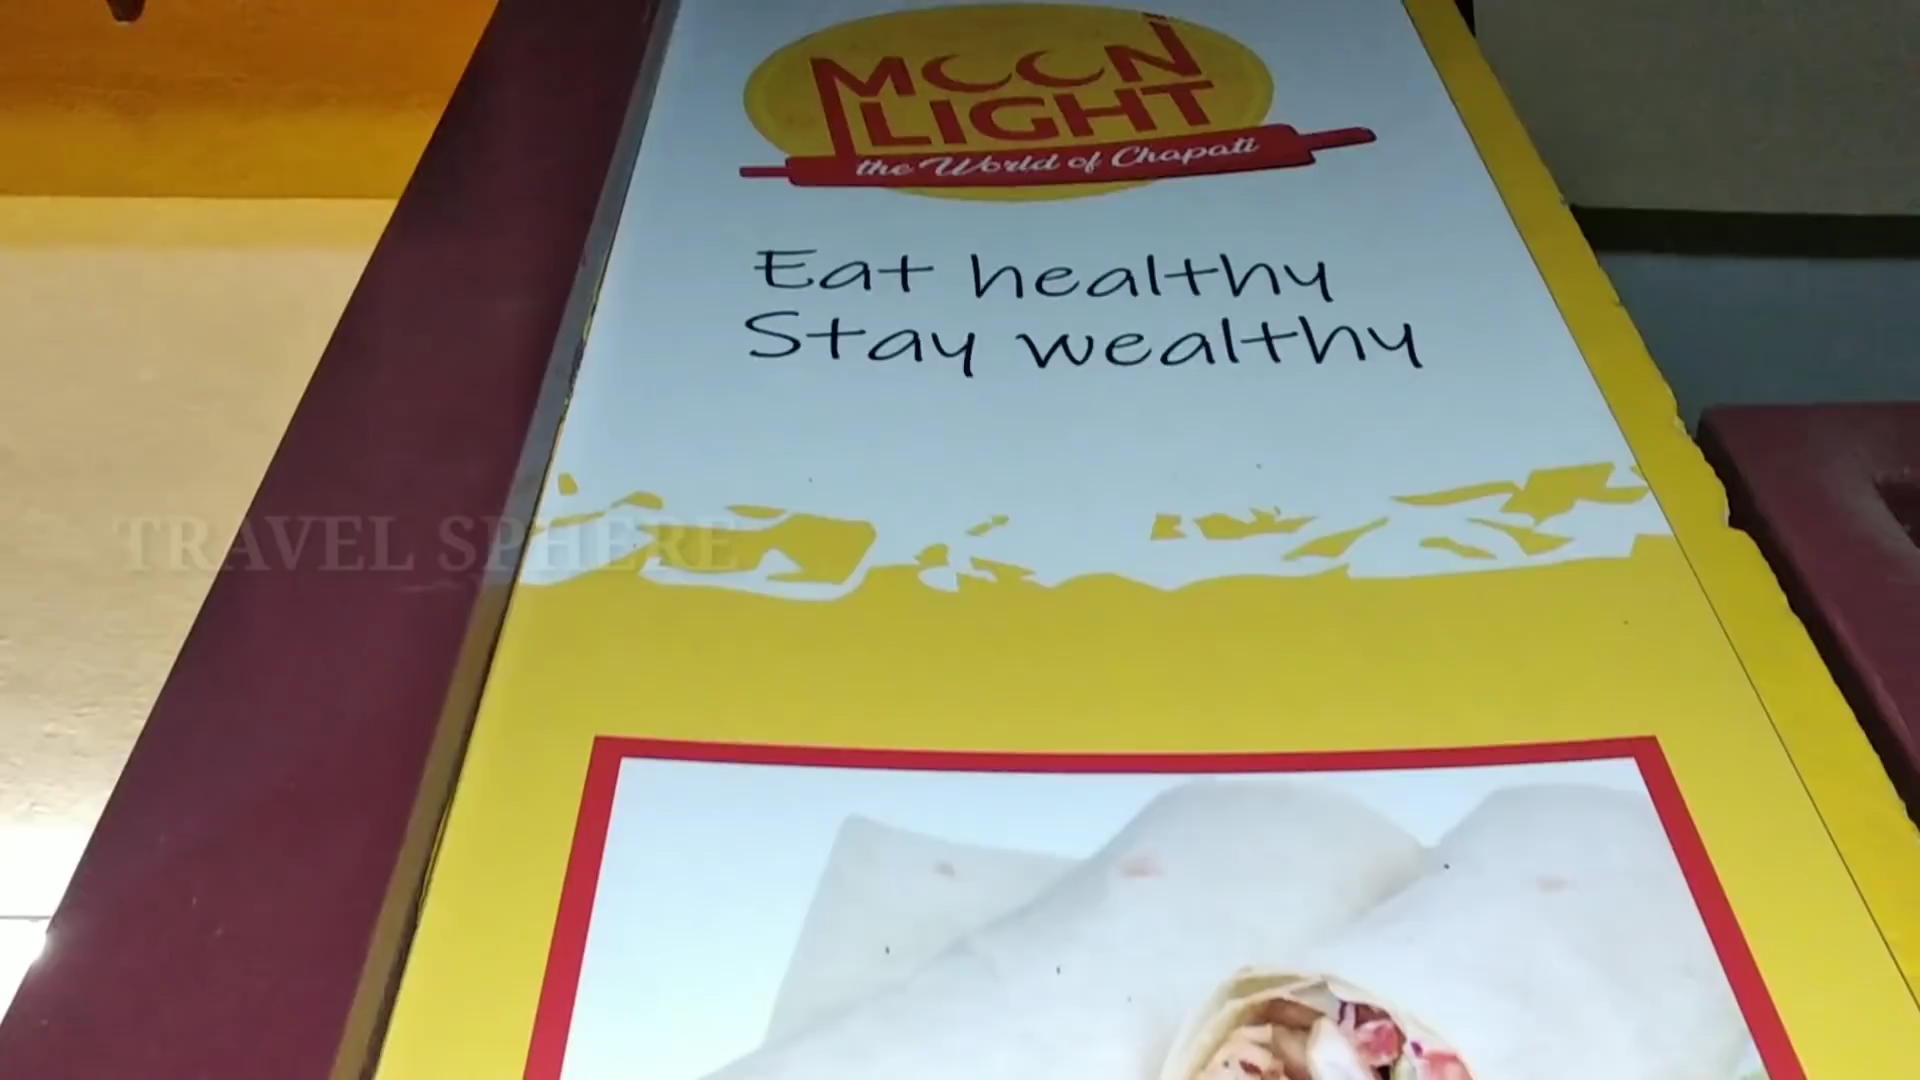 MOON
LIGHT
the World of Chapati
Eat healthy
Stay wealthy
TRAVEL SPHERE